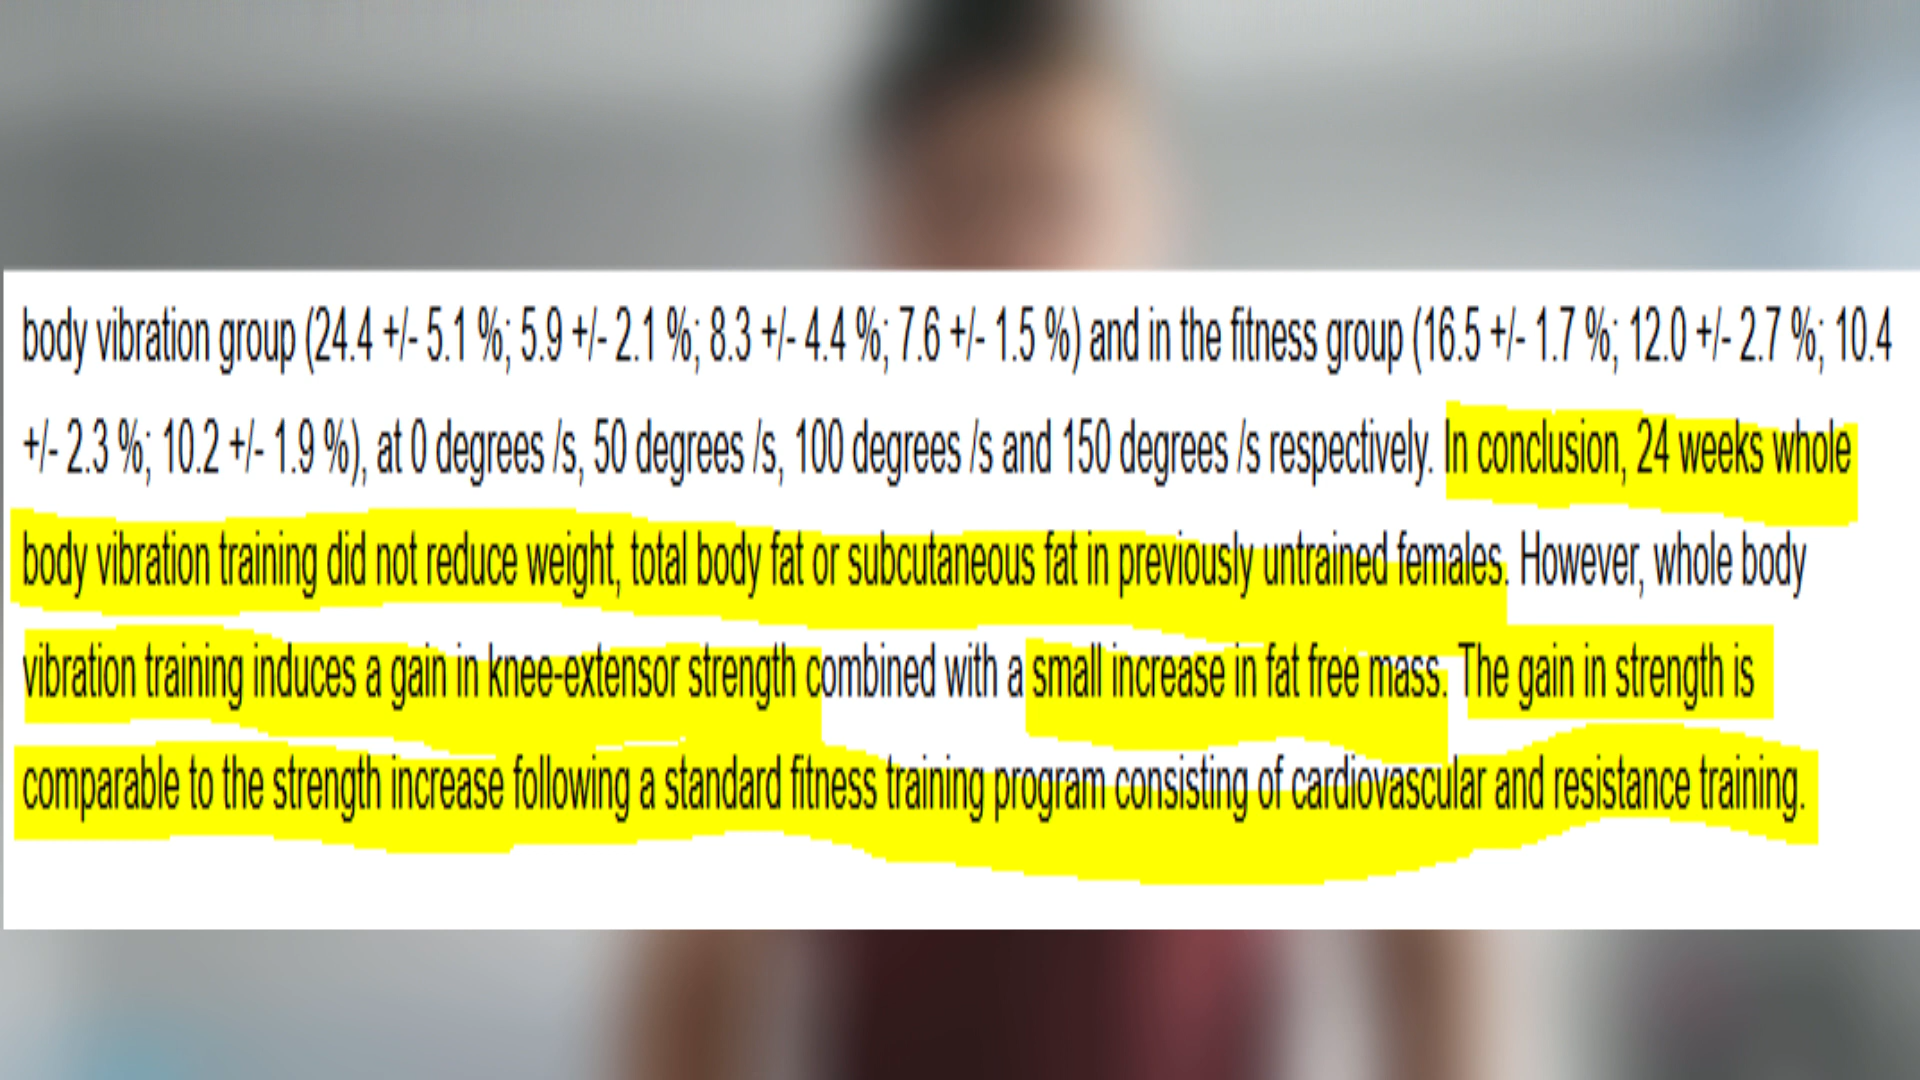 body vibration group (24.4 +/- 5.1 %; 5.9 +/- 2.1 %; 8.3 +/- 4.4 %; 7.6 +/- 1.5 %) and in the fitness group (16.5 +/- 1.7 %; 12.0 +/- 2.7 %; 10.4
+/- 2.3 %; 10.2 +/- 1.9 %), at 0 degrees /s, 50 degrees /s, 100 degrees /s and 150 degrees /s respectively. In conclusion, 24 weeks whole
body vibration training did not reduce weight, total body fat or subcutaneous fat in previously untrained females. However, whole body
vibration training induces a gain in knee-extensor strength combined with a small increase in fat free mass. The gain in strength is
comparable to the strength increase following a standard fitness training program consisting of cardiovascular and resistance training.